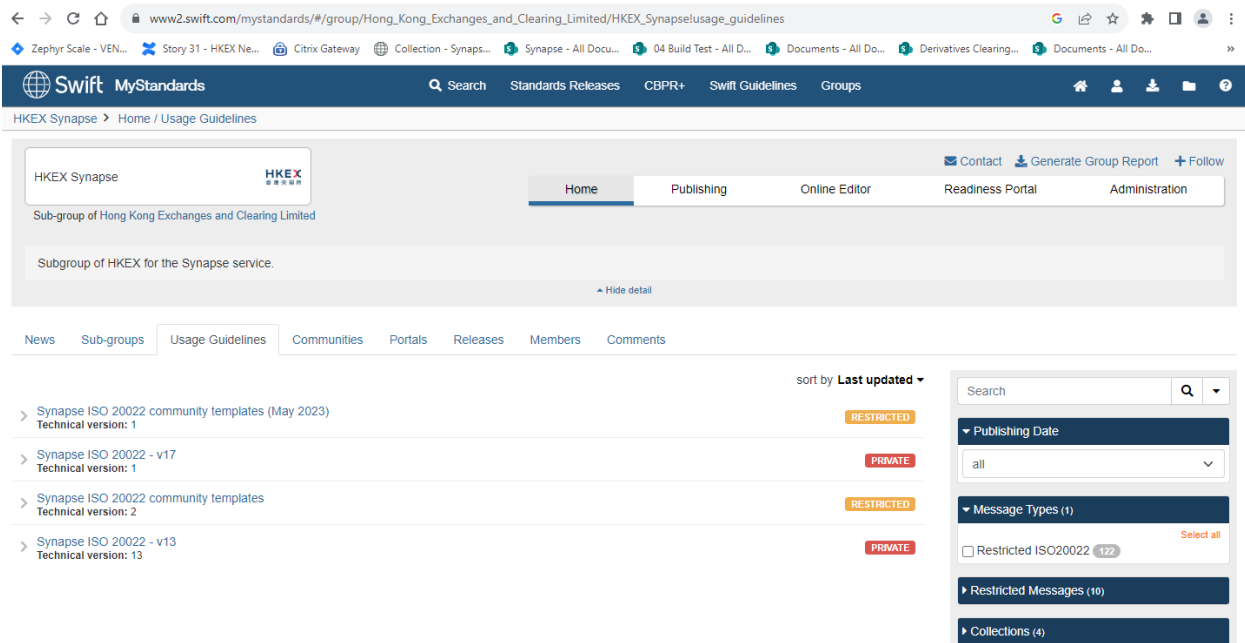 www2.swift.com/mystandards/#/group/Hong_Kong_Exchanges_and_Clearing_Limited/HKEX_Synapse!usage_guidelines
Zephyr Scale - VEN... Story 31 - HKEX Ne... Citrix Gateway Collection - Synaps... Synapse - All Docu... 04 Build Test - All D... Documents - All Do... Derivatives Clearing... Documents - All Do... »
Swift MyStandards Search Standards Releases CBPR+ Swift Guidelines Groups
HKEX Synapse > Home / Usage Guidelines
Contact Generate Group Report + Follow
HKEX Synapse HKEX
香港交易所
Home Publishing Online Editor Readiness Portal Administration
Sub-group of Hong Kong Exchanges and Clearing Limited
Subgroup of HKEX for the Synapse service.
Hide detail
News Sub-groups Usage Guidelines Communities Portals Releases Members Comments
sort by Last updated
Synapse ISO 20022 community templates (May 2023)
Technical version: 1
RESTRICTED
Synapse ISO 20022 - v17
Technical version: 1
PRIVATE
Synapse ISO 20022 community templates
Technical version: 2
RESTRICTED
Synapse ISO 20022 - v13
Technical version: 13
PRIVATE
Search
Publishing Date
all
Message Types (1)
Select all
Restricted ISO20022 122
Restricted Messages (10)
Collections (4)